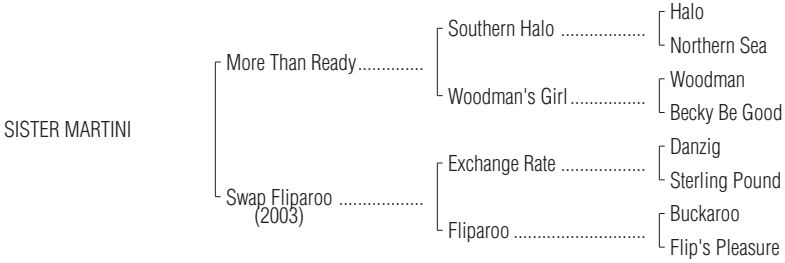 Halo
Southern Halo ..................
Northern Sea
More Than Ready..............
Woodman
Woodman's Girl................
Becky Be Good
SISTER MARTINI
Danzig
Exchange Rate ..................
Sterling Pound
Swap Fliparoo ..................
(2003)
Buckaroo
Fliparoo ............................
Flip's Pleasure